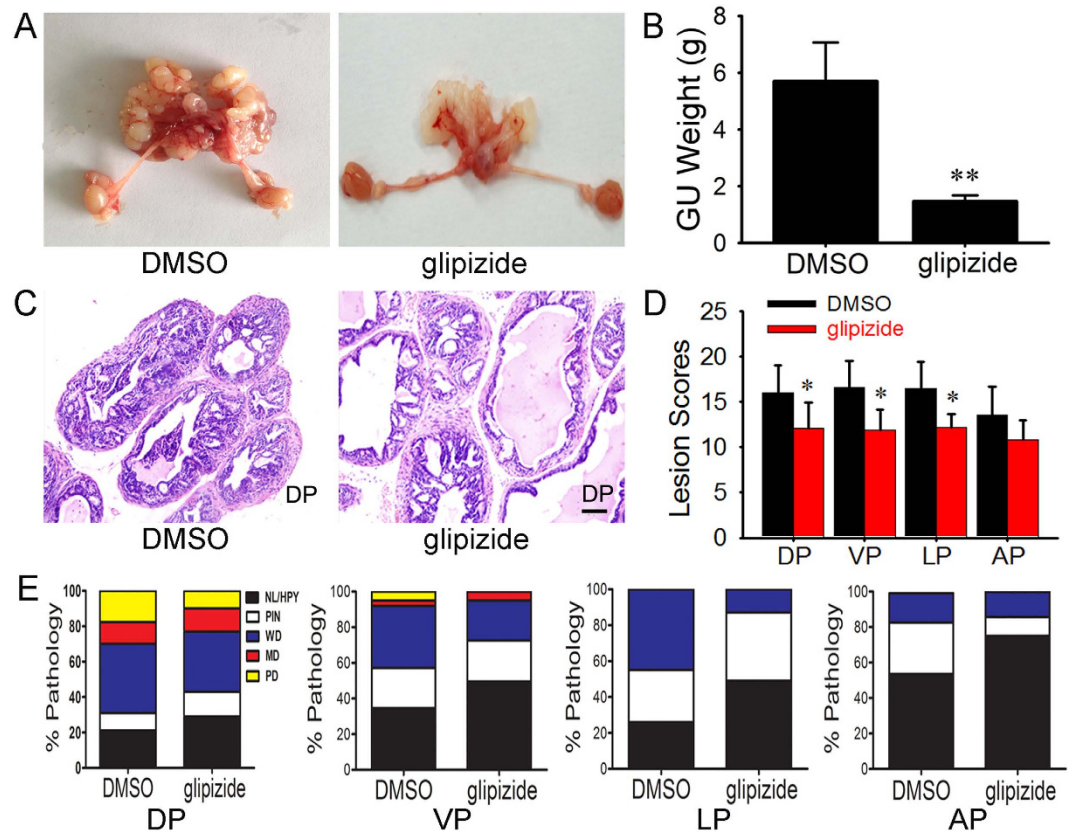 A
DMSO
glipizide
B
GU Weight (g)
8
6
4
2
0
**
DMSO
glipizide
C
DP
DMSO
DP
glipizide
D
DMSO
glipizide
Lesion Scores
25
20
15
10
5
0
*
*
*
DP VP LP AP
E
% Pathology
100
80
60
40
20
0
NL/HPY
PIN
WD
MD
PD
DMSO glipizide
DP
% Pathology
100
80
60
40
20
0
DMSO glipizide
VP
% Pathology
100
80
60
40
20
0
DMSO glipizide
LP
% Pathology
100
80
60
40
20
0
DMSO glipizide
AP